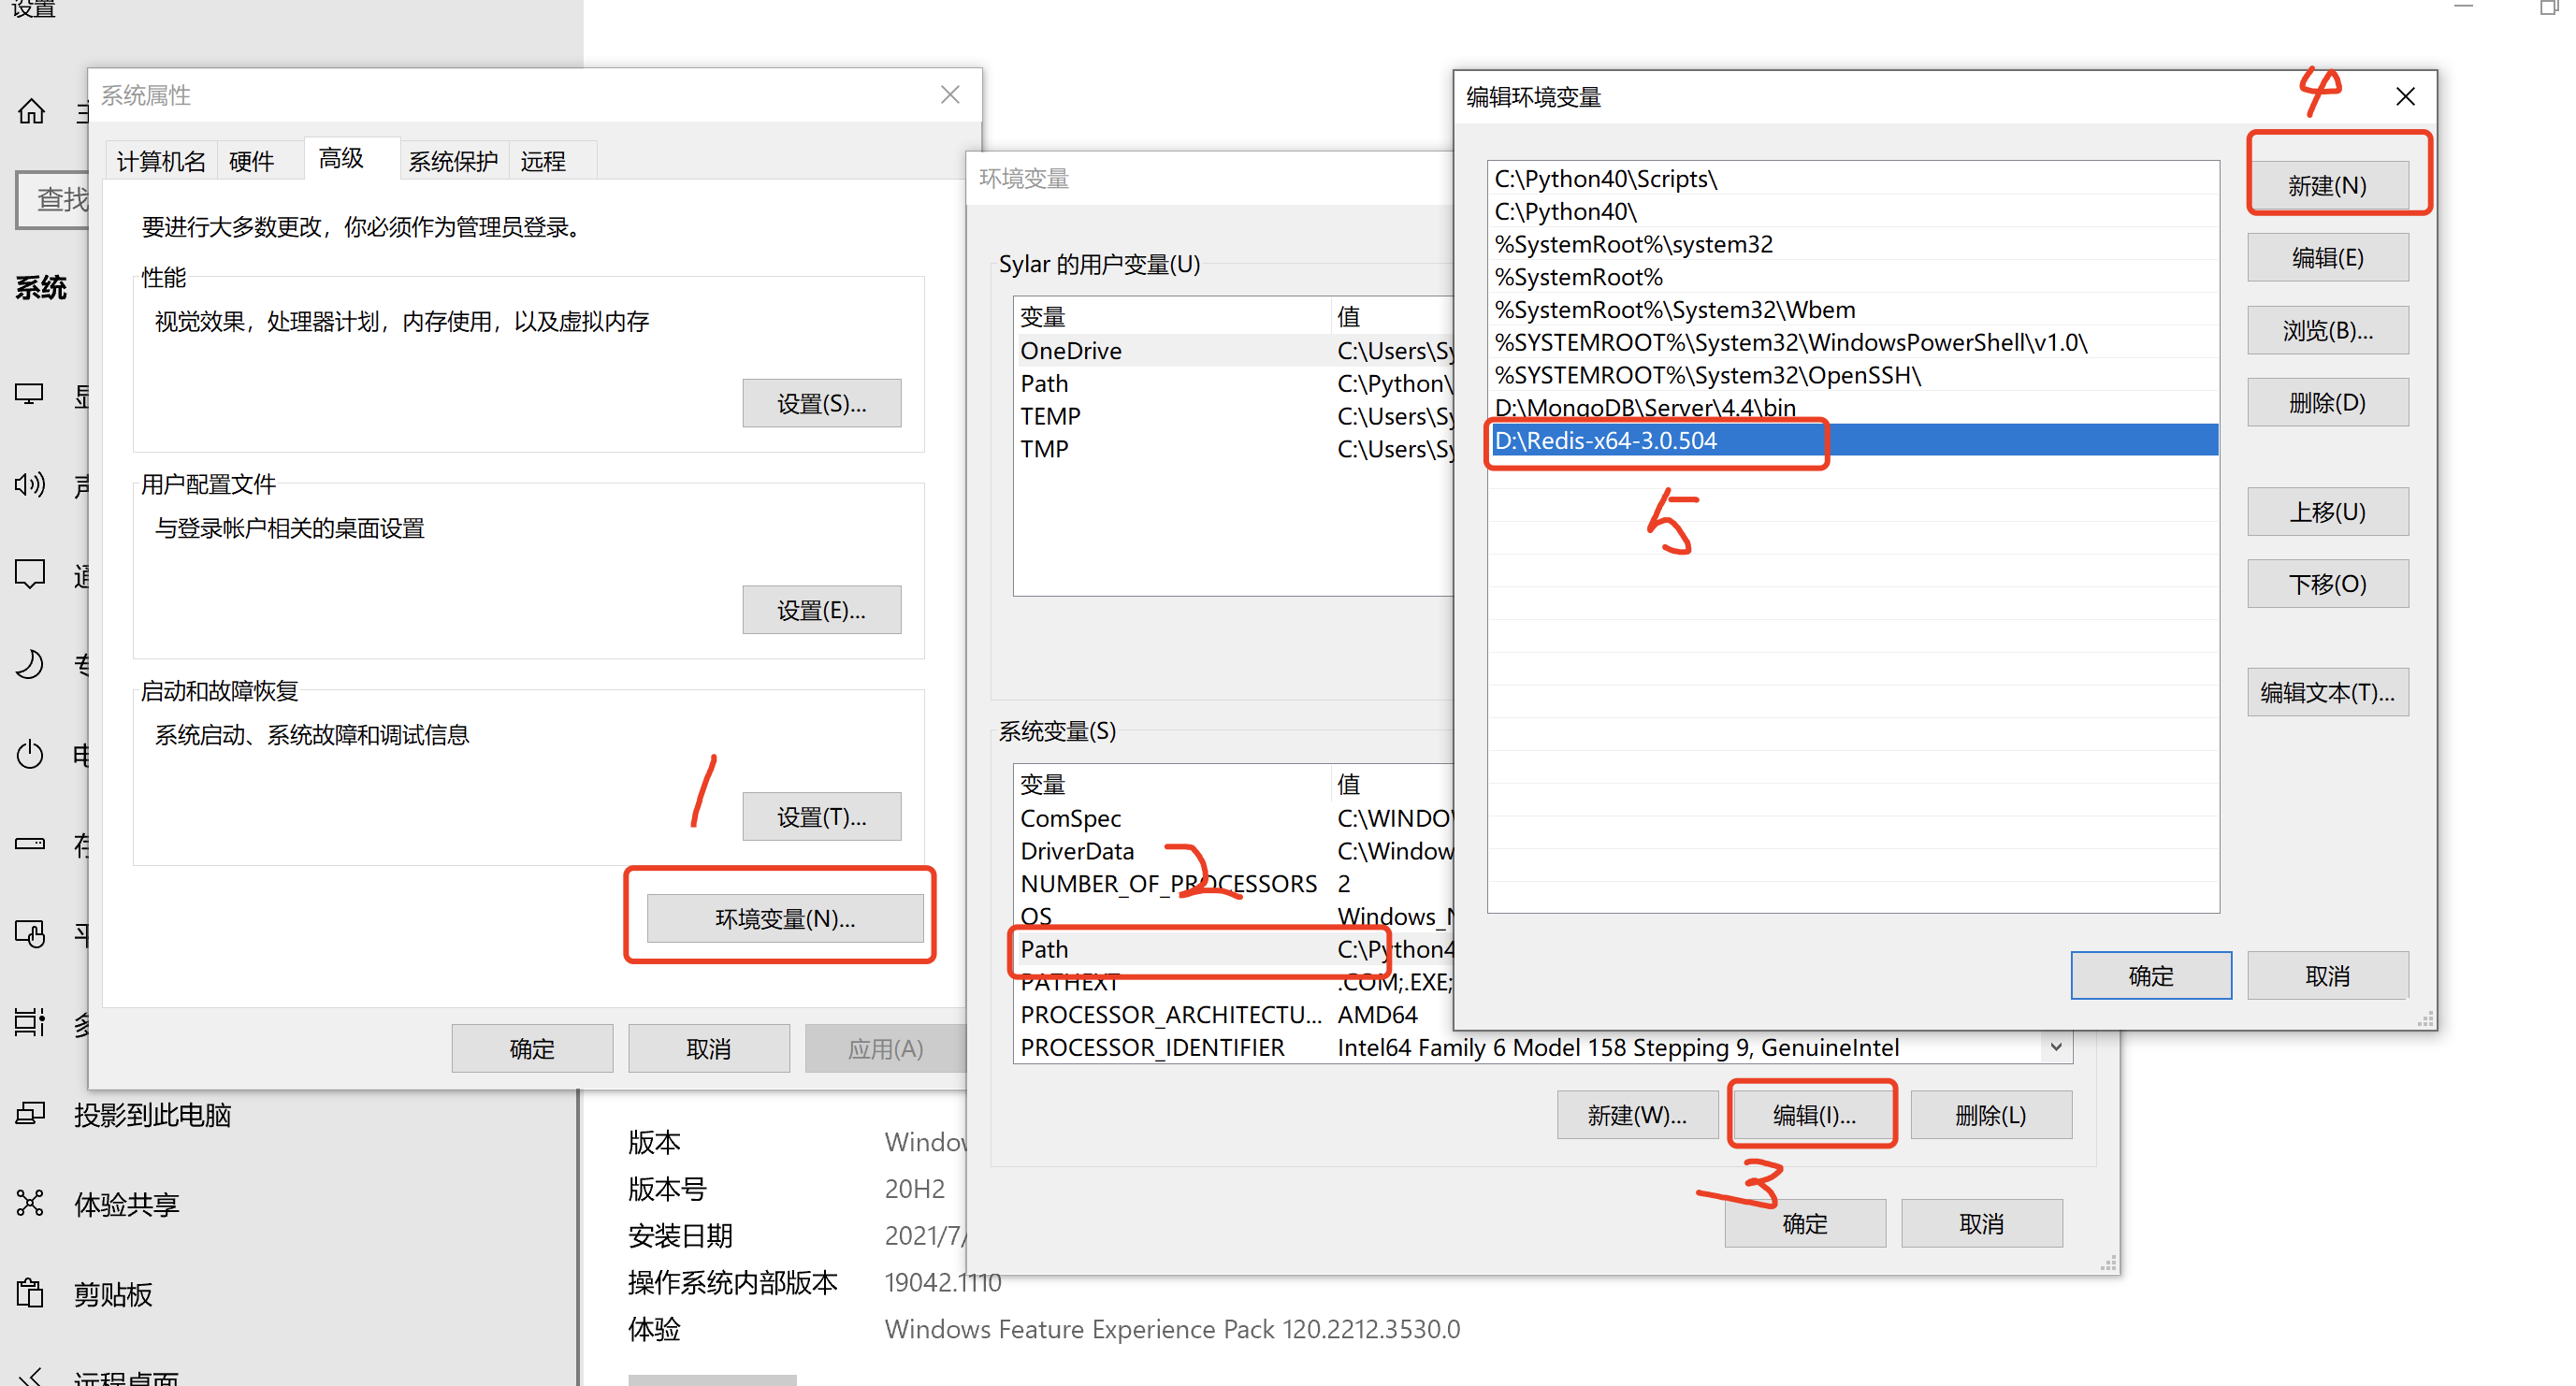 设置
系统
显
声
通
专
电
存
平
多
投影到此电脑
体验共享
剪贴板
远程桌面
主
查找
系统属性
计算机名 硬件 高级 系统保护 远程
要进行大多数更改，你必须作为管理员登录。
性能
视觉效果，处理器计划，内存使用，以及虚拟内存
设置(S)...
用户配置文件
与登录帐户相关的桌面设置
设置(E)...
启动和故障恢复
系统启动、系统故障和调试信息
1
设置(T)...
环境变量(N)...
确定 取消 应用(A)
版本 Window
版本号 20H2
安装日期 2021/7/
操作系统内部版本 19042.1110
体验 Windows Feature Experience Pack 120.2212.3530.0
环境变量
Sylar 的用户变量(U)
变量 值
OneDrive C:\Users\Sy
Path C:\Python\
TEMP C:\Users\Sy
TMP C:\Users\Sy
系统变量(S)
变量 值
ComSpec C:\WINDOW
DriverData C:\Window
2
NUMBER_OF_PROCESSORS 2
OS Windows_N
Path C:\Python4
PATHEXT .COM;.EXE;
PROCESSOR_ARCHITECTU... AMD64
PROCESSOR_IDENTIFIER Intel64 Family 6 Model 158 Stepping 9, GenuineIntel
新建(W)... 编辑(I)... 删除(L)
3
确定 取消
编辑环境变量
4
C:\Python40\Scripts\
C:\Python40\
%SystemRoot%\system32
%SystemRoot%
%SystemRoot%\System32\Wbem
%SYSTEMROOT%\System32\WindowsPowerShell\v1.0\
%SYSTEMROOT%\System32\OpenSSH\
D:\MongoDB\Server\4.4\bin
D:\Redis-x64-3.0.504
5
新建(N)
编辑(E)
浏览(B)...
删除(D)
上移(U)
下移(O)
编辑文本(T)...
确定 取消